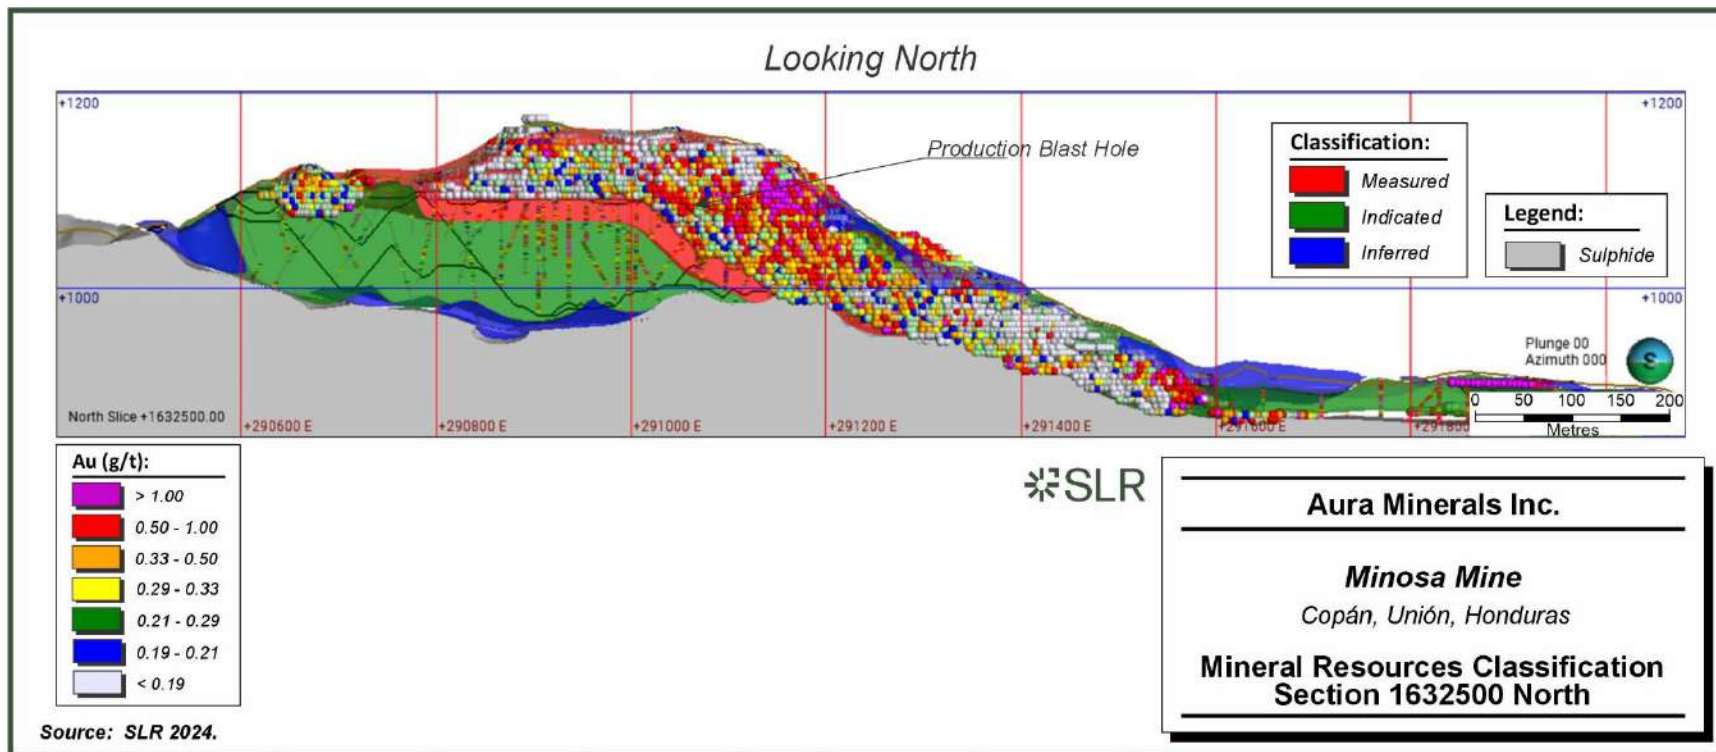 Looking North
+1200
+1200
Production Blast Hole
Classification:
Measured
Indicated
Inferred
Legend:
Sulphide
+1000
+1000
Plunge 00
Azimuth 000
S
North Slice +1632500.00
+290600 E
+290800 E
+291000 E
+291200 E
+291400 E
+291600 E
+291800
0 50 100 150 200
Metres
Au (g/t):
> 1.00
0.50 - 1.00
0.33 - 0.50
0.29 - 0.33
0.21 - 0.29
0.19 - 0.21
< 0.19
SLR
Aura Minerals Inc.
Minosa Mine
Copán, Unión, Honduras
Mineral Resources Classification
Section 1632500 North
Source: SLR 2024.